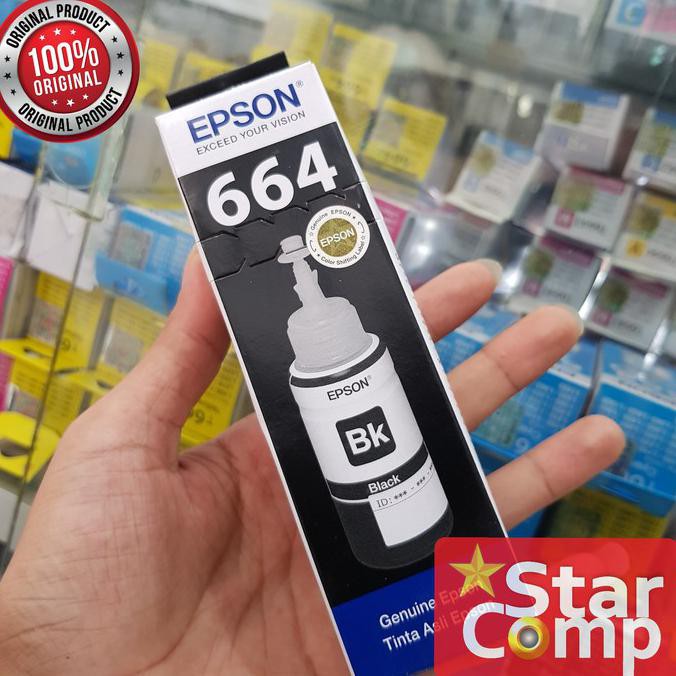 ORIGINAL PRODUCT
100%
ORIGINAL
ORIGINAL PRODUCT
EPSON®
EXCEED YOUR VISION
664
Genuine EPSON
EPSON
Color Shifting Label
EPSON®
Bk
Black
ID: *** - *** - **
Genuine Epson
Tinta Asli Epson
Star
Comp